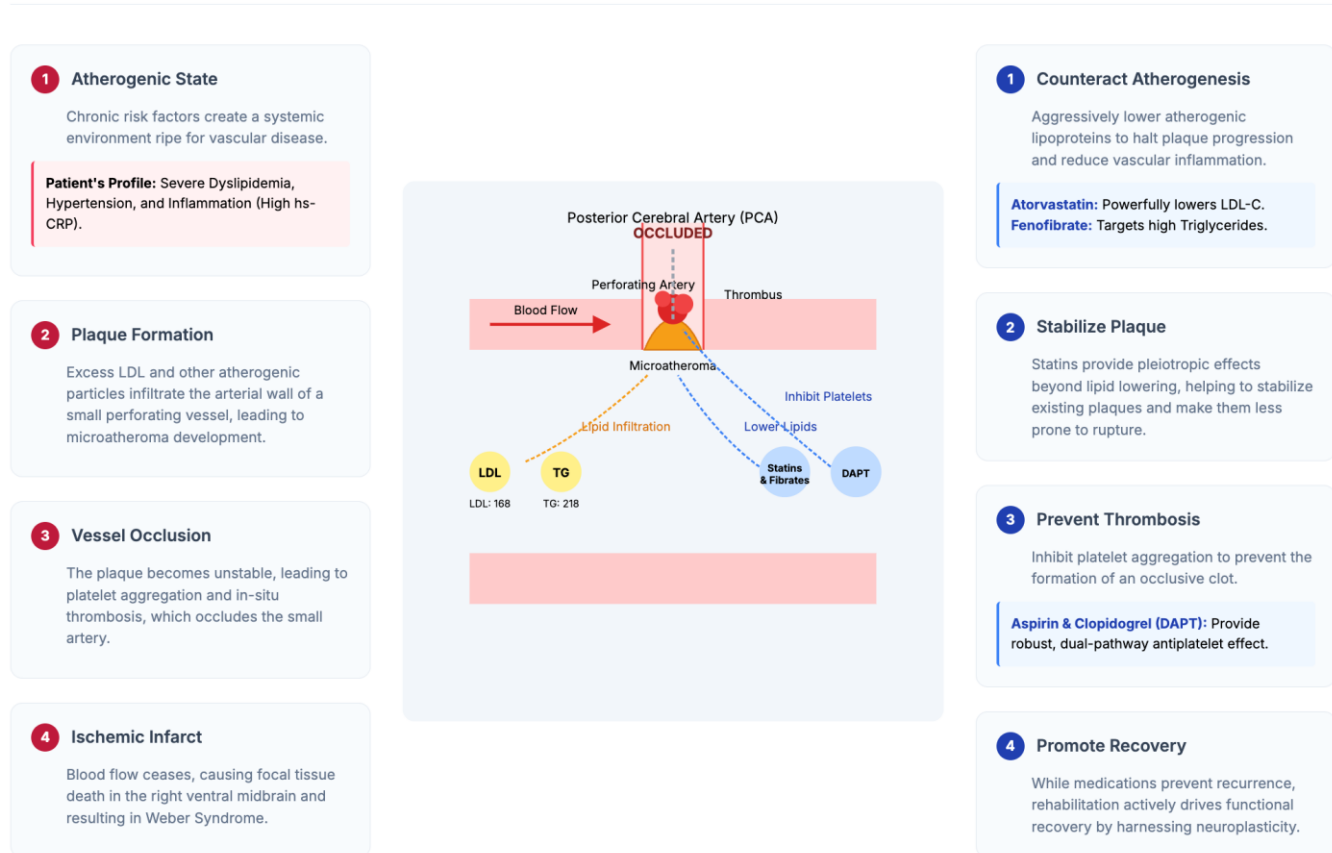 1 Atherogenic State
Chronic risk factors create a systemic
environment ripe for vascular disease.
Patient's Profile: Severe Dyslipidemia,
Hypertension, and Inflammation (High hs-
CRP).
2 Plaque Formation
Excess LDL and other atherogenic
particles infiltrate the arterial wall of a
small perforating vessel, leading to
microatheroma development.
3 Vessel Occlusion
The plaque becomes unstable, leading to
platelet aggregation and in-situ
thrombosis, which occludes the small
artery.
4 Ischemic Infarct
Blood flow ceases, causing focal tissue
death in the right ventral midbrain and
resulting in Weber Syndrome.
Posterior Cerebral Artery (PCA)
OCCLUDED
Perforating Artery
Thrombus
Blood Flow
Microatheroma
Inhibit Platelets
Lipid Infiltration
Lower Lipids
LDL
TG
Statins
& Fibrates
DAPT
LDL: 168
TG: 218
1 Counteract Atherogenesis
Aggressively lower atherogenic
lipoproteins to halt plaque progression
and reduce vascular inflammation.
Atorvastatin: Powerfully lowers LDL-C.
Fenofibrate: Targets high Triglycerides.
2 Stabilize Plaque
Statins provide pleiotropic effects
beyond lipid lowering, helping to stabilize
existing plaques and make them less
prone to rupture.
3 Prevent Thrombosis
Inhibit platelet aggregation to prevent the
formation of an occlusive clot.
Aspirin & Clopidogrel (DAPT): Provide
robust, dual-pathway antiplatelet effect.
4 Promote Recovery
While medications prevent recurrence,
rehabilitation actively drives functional
recovery by harnessing neuroplasticity.